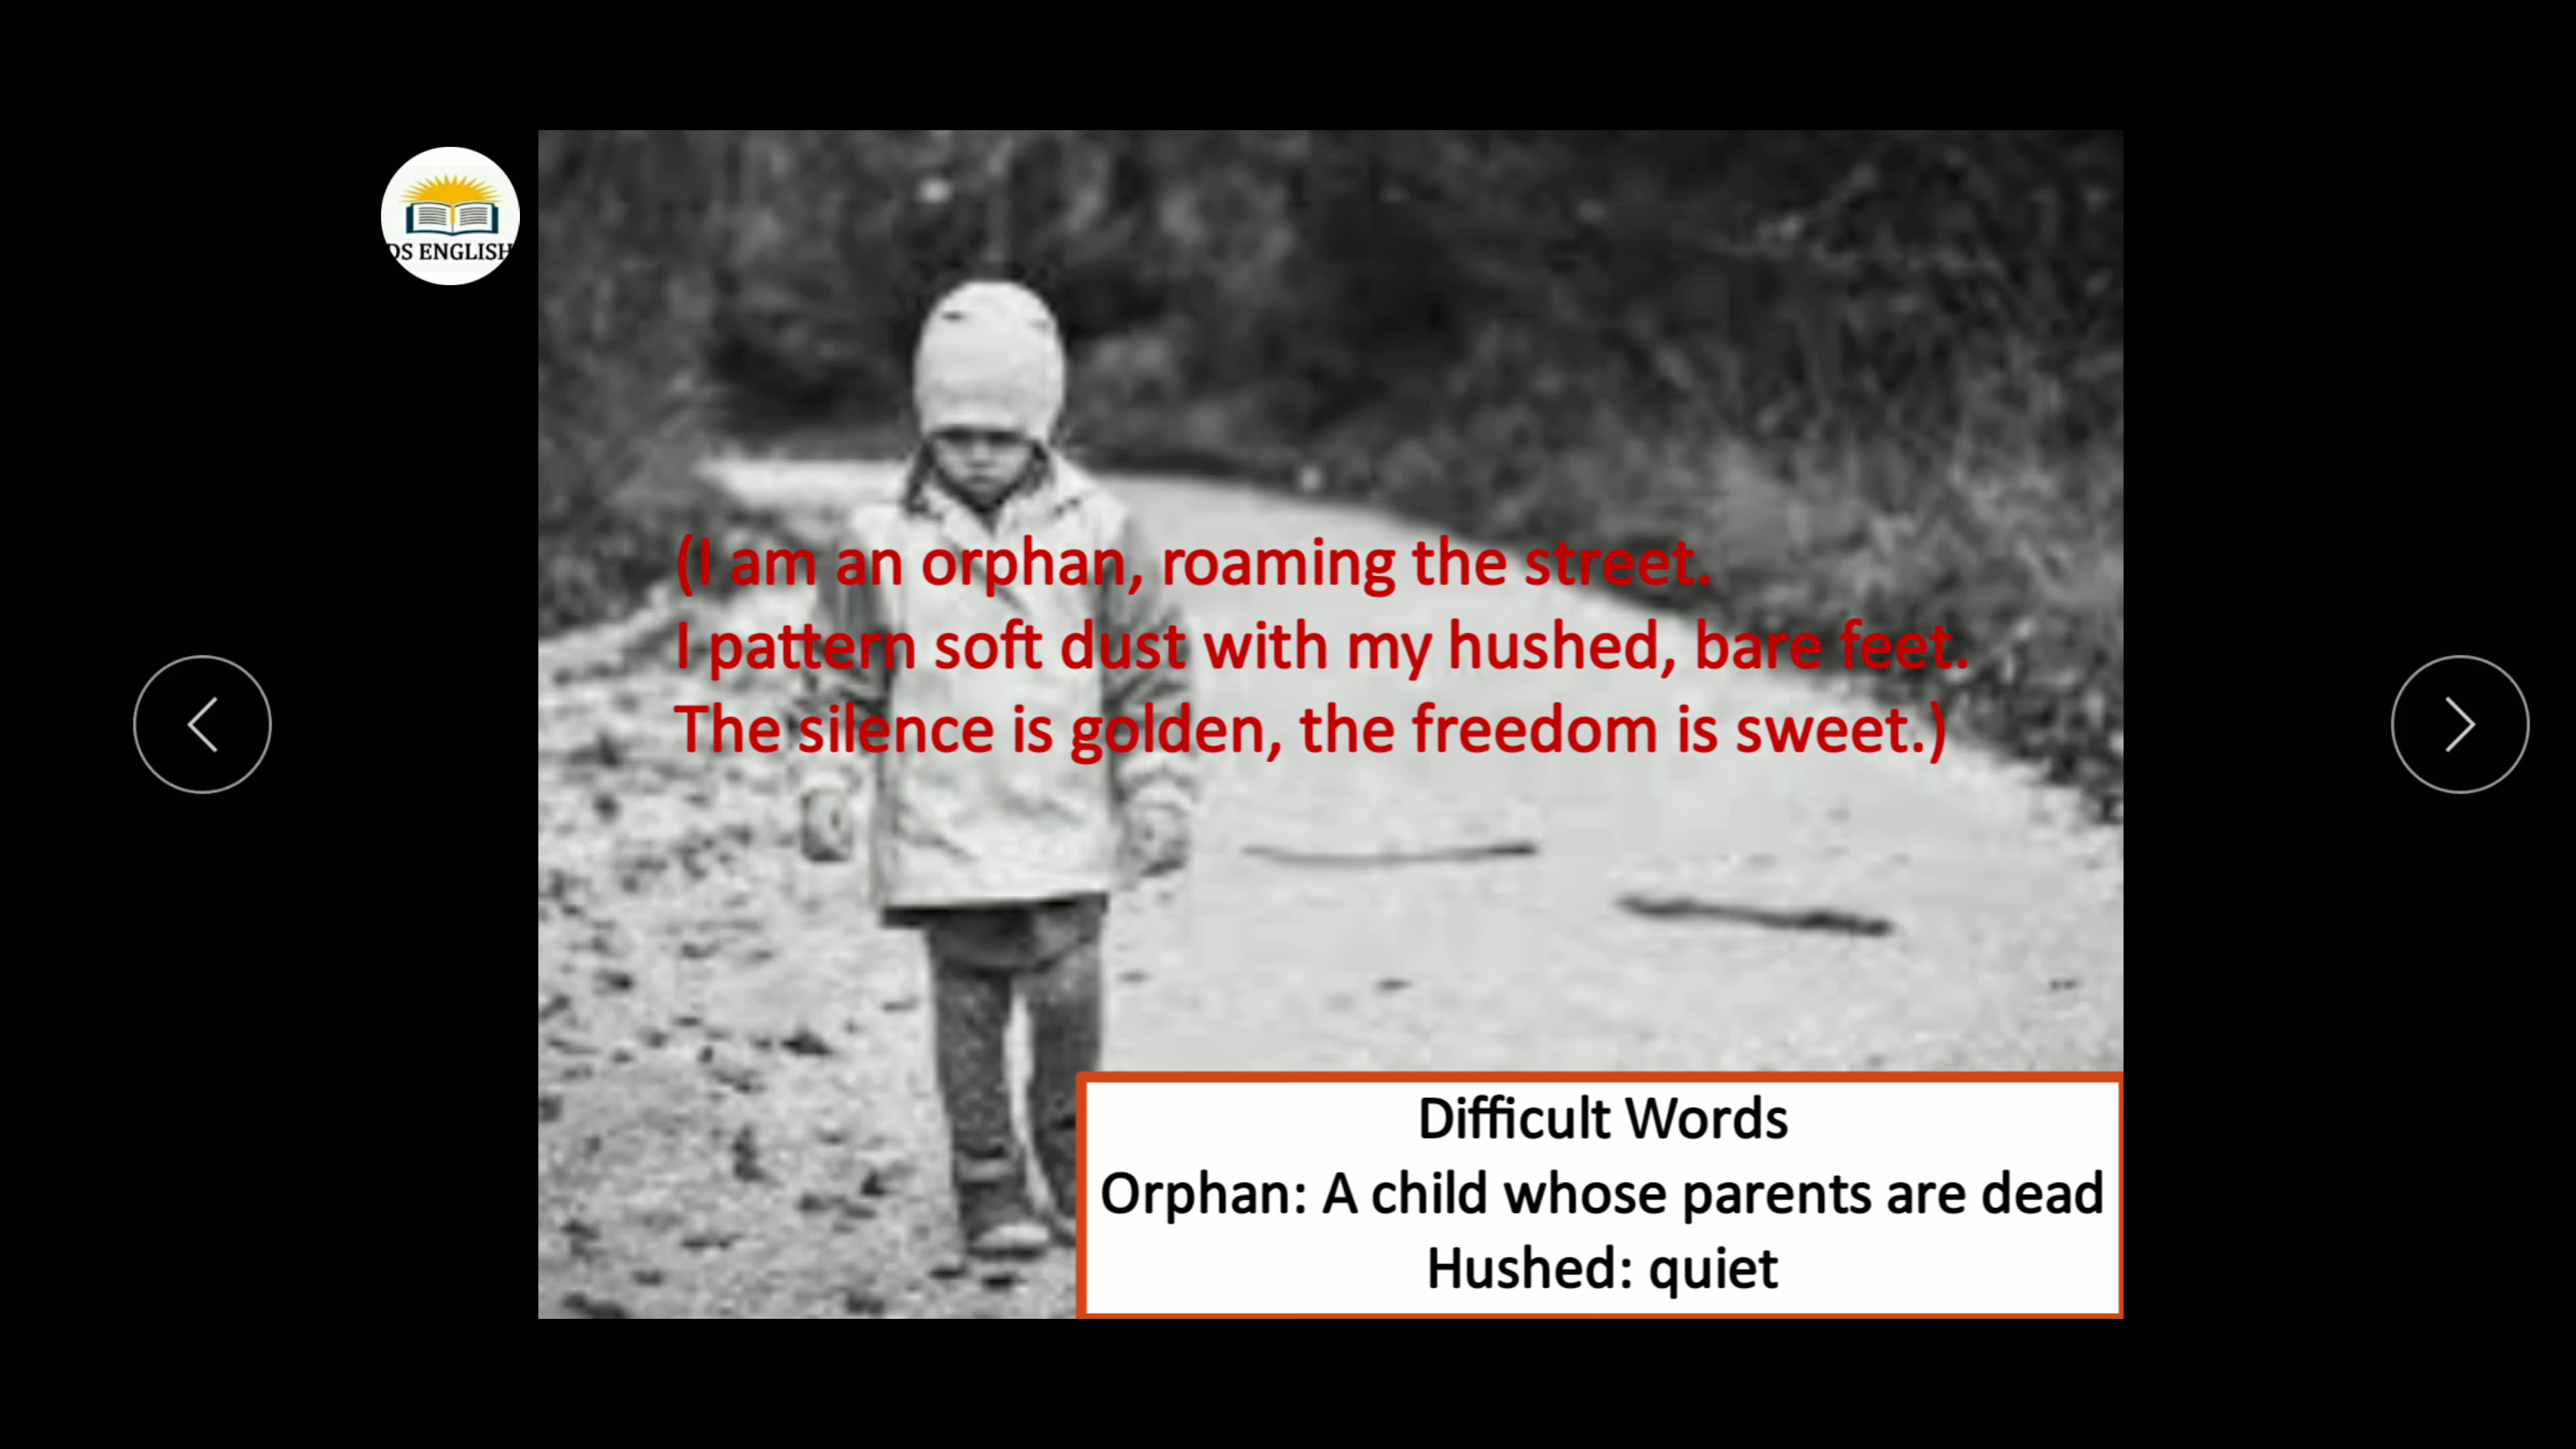 DS ENGLISH
(I am an orphan, roaming the street.
I pattern soft dust with my hushed, bare feet.
The silence is golden, the freedom is sweet.)
Difficult Words
Orphan: A child whose parents are dead
Hushed: quiet